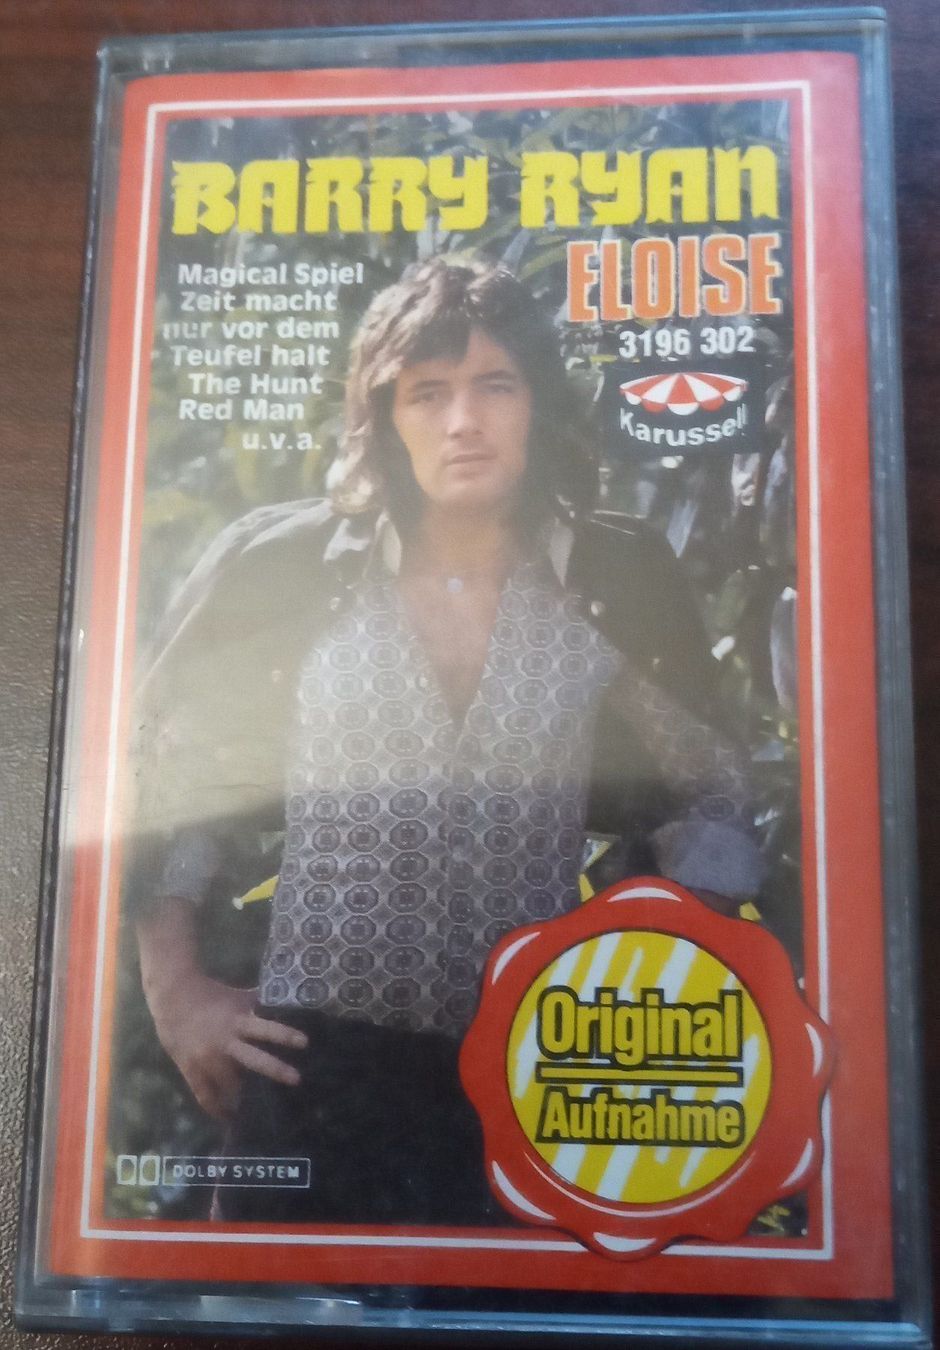 BARRY RYAN
ELOISE
3196 302
Karussell
Magical Spiel
Zeit macht
nur vor dem
Teufel halt
The Hunt
Red Man
u.v.a.
Original
Aufnahme
DOLBY SYSTEM